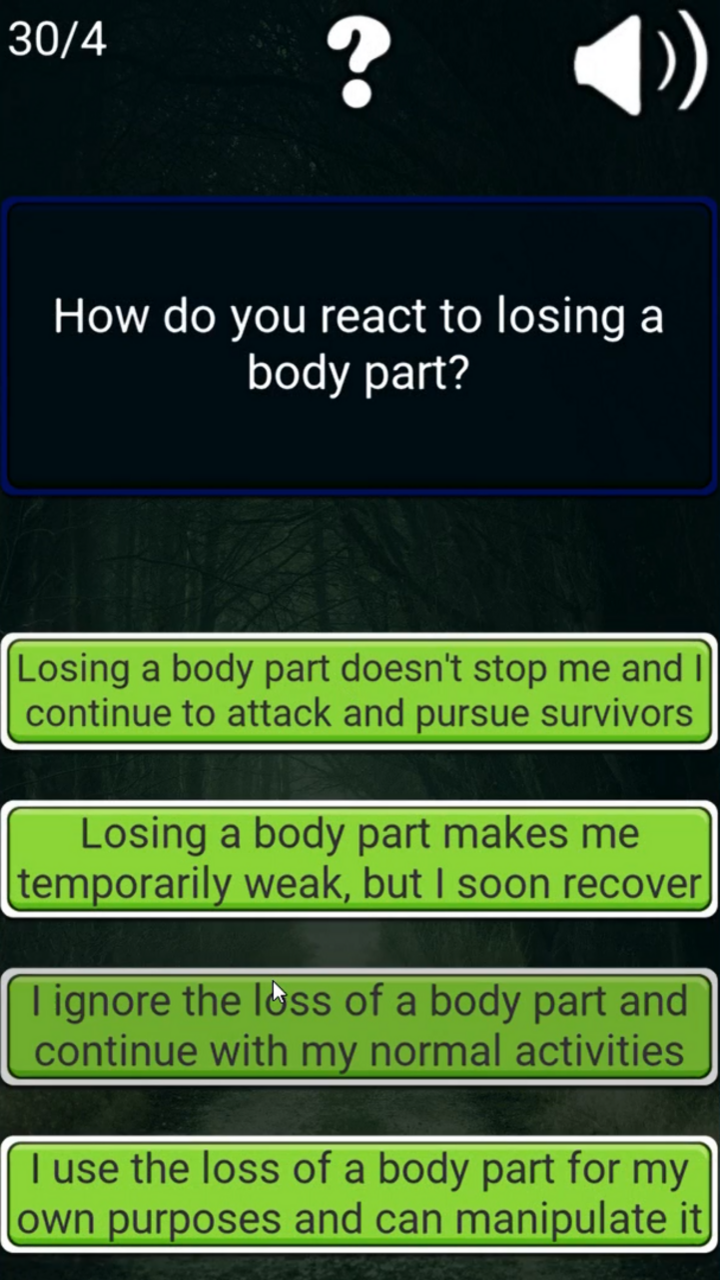 30/4
?
How do you react to losing a
body part?
Losing a body part doesn't stop me and I
continue to attack and pursue survivors
Losing a body part makes me
temporarily weak, but I soon recover
I ignore the loss of a body part and
continue with my normal activities
I use the loss of a body part for my
own purposes and can manipulate it